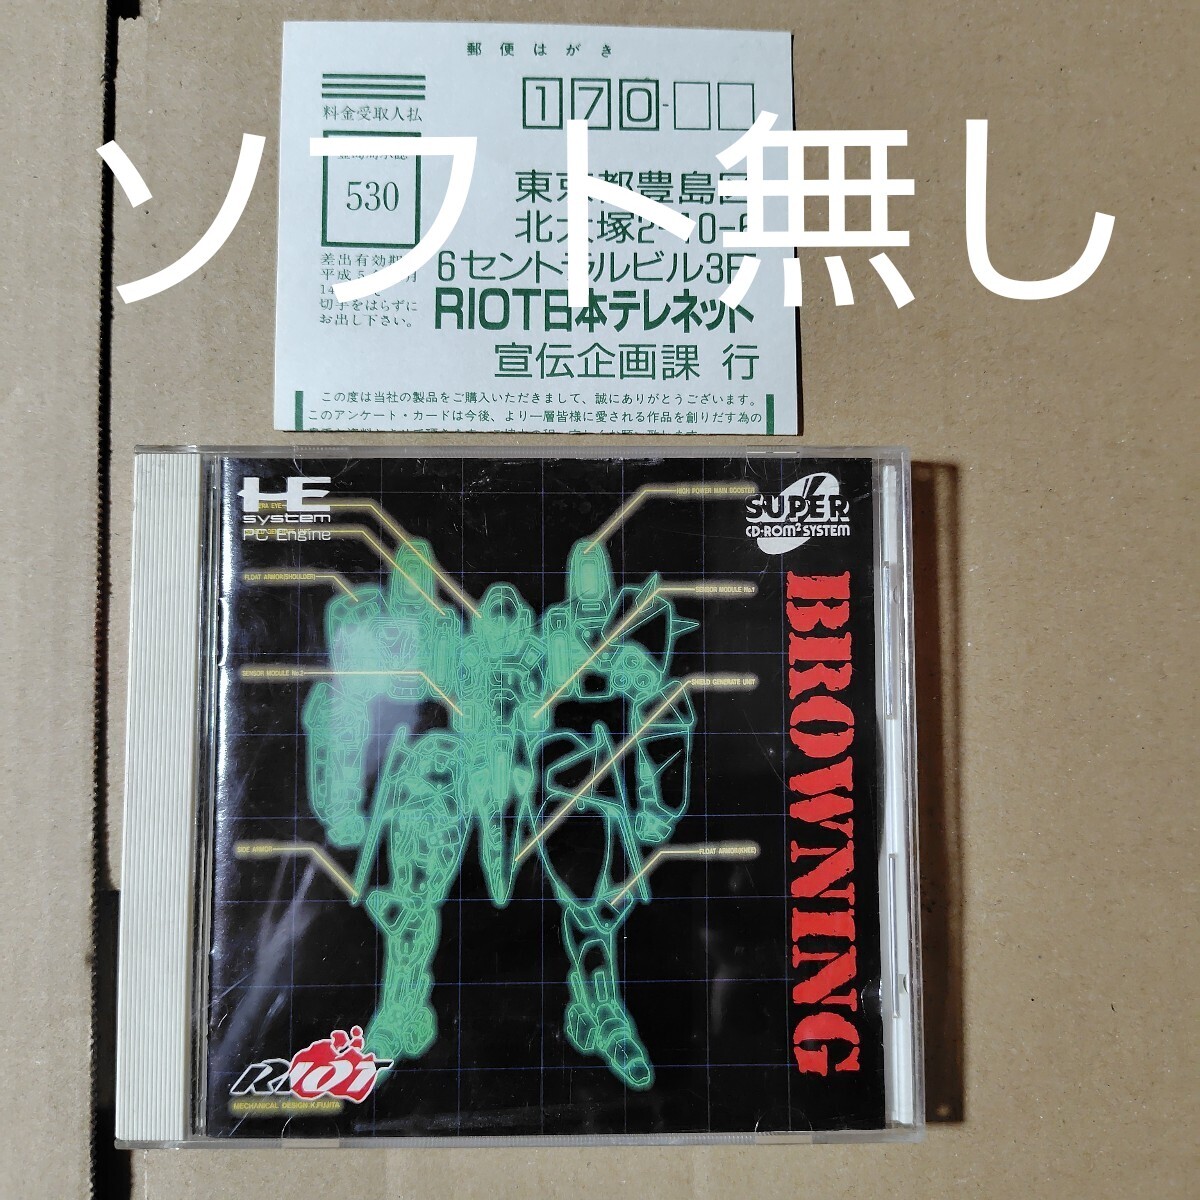 郵便はがき
料金受取人払
170-
530
東京都豊島区
北大塚2-10-6
6セントラルビル3F
RIOT日本テレネット
宣伝企画課 行
差出有効期
平成5 月
14
切手をはらずに
お出し下さい。
この度は当社の製品をご購入いただきまして、誠にありがとうございます。
このアンケート・カードは今後、より一層皆様に愛される作品を創りだす為の
ソフト無し
HE
system
PC Engine
SUPER
CD-ROM² SYSTEM
BROWNING
ERA EYE
HIGH POWER MAIN BOOSTER
FLOAT ARMOR(SHOULDER)
SENSOR MODULE No.1
SENSOR MODULE No.2
SHIELD GENERATE UNIT
SIDE ARMOR
FLOAT ARMOR(KNEE)
RIOT
MECHANICAL DESIGN K.FUJITA